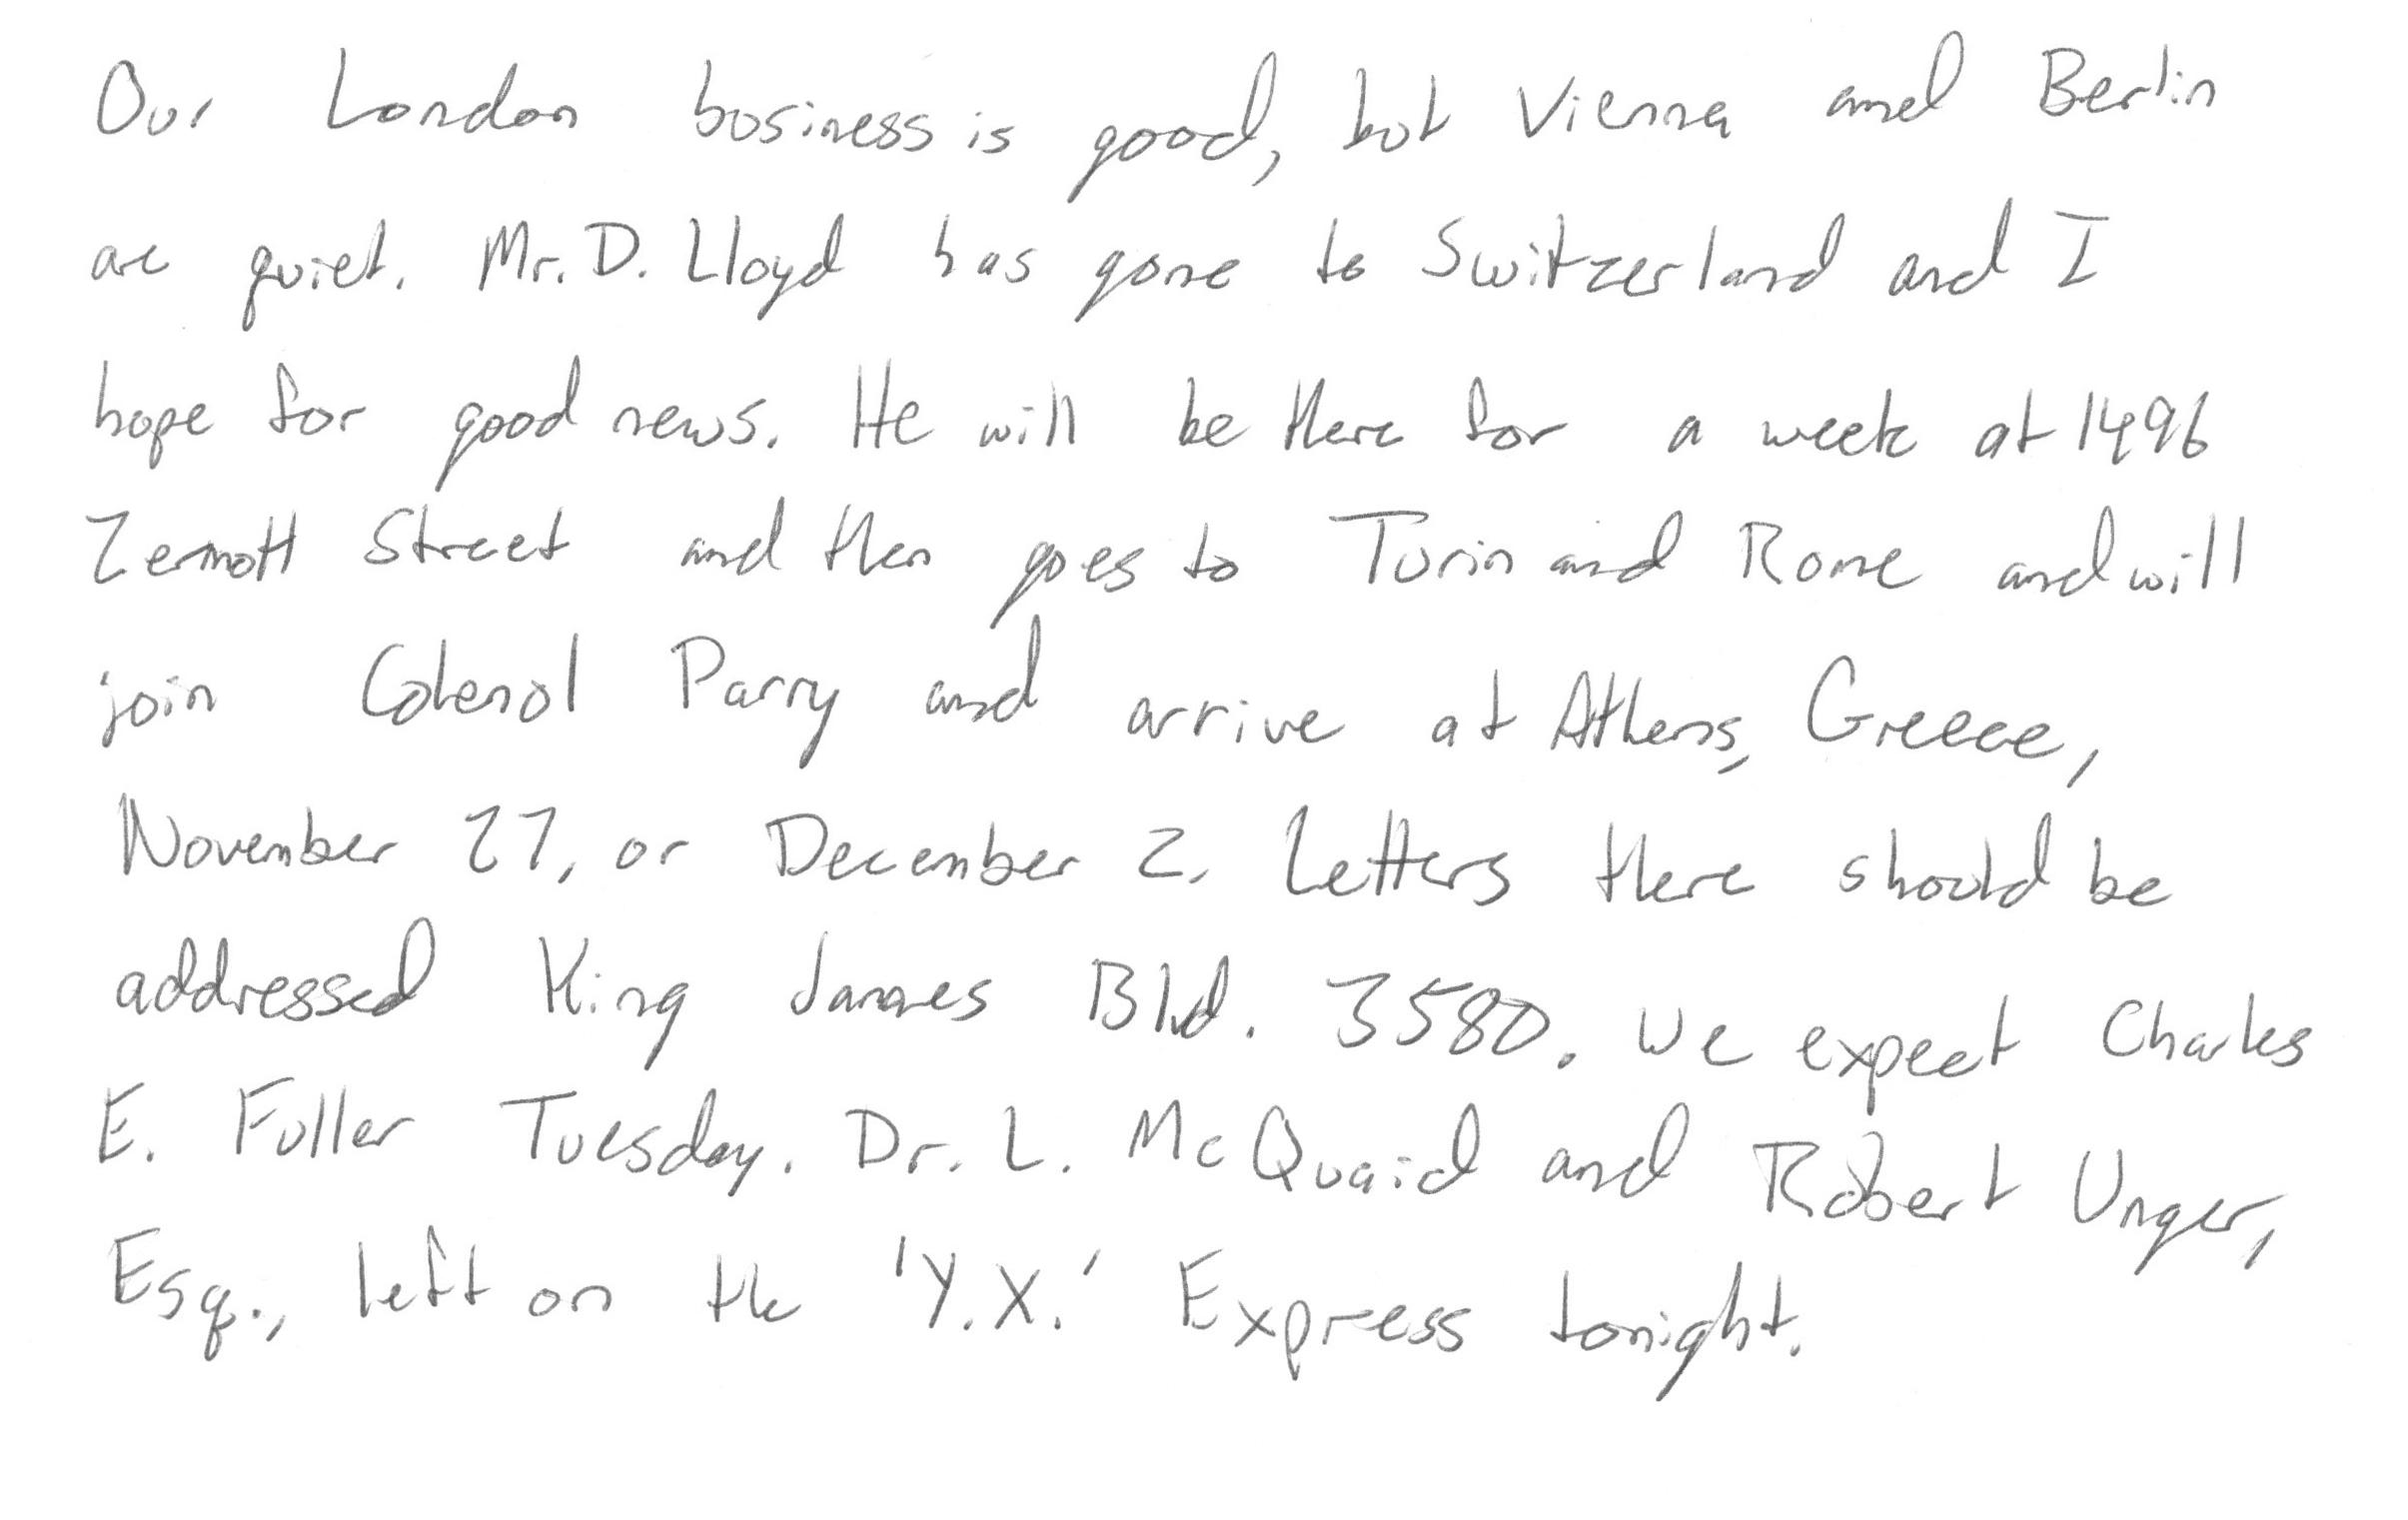 Our London business is good, but Vienna and Berlin
are quiet. Mr. D. Lloyd has gone to Switzerland and I
hope for good news. He will be there for a week at 1496
Zermott Street and then goes to Turin and Rome and will
join Colenol Parry and arrive at Athens, Greece,
November 27, or December 2. Letters there should be
addressed King James Blvd. 3580. We expect Charles
E. Fuller Tuesday. Dr. L. McQuaid and Robert Unger,
Esq., left on the 'Y.X.' Express tonight.